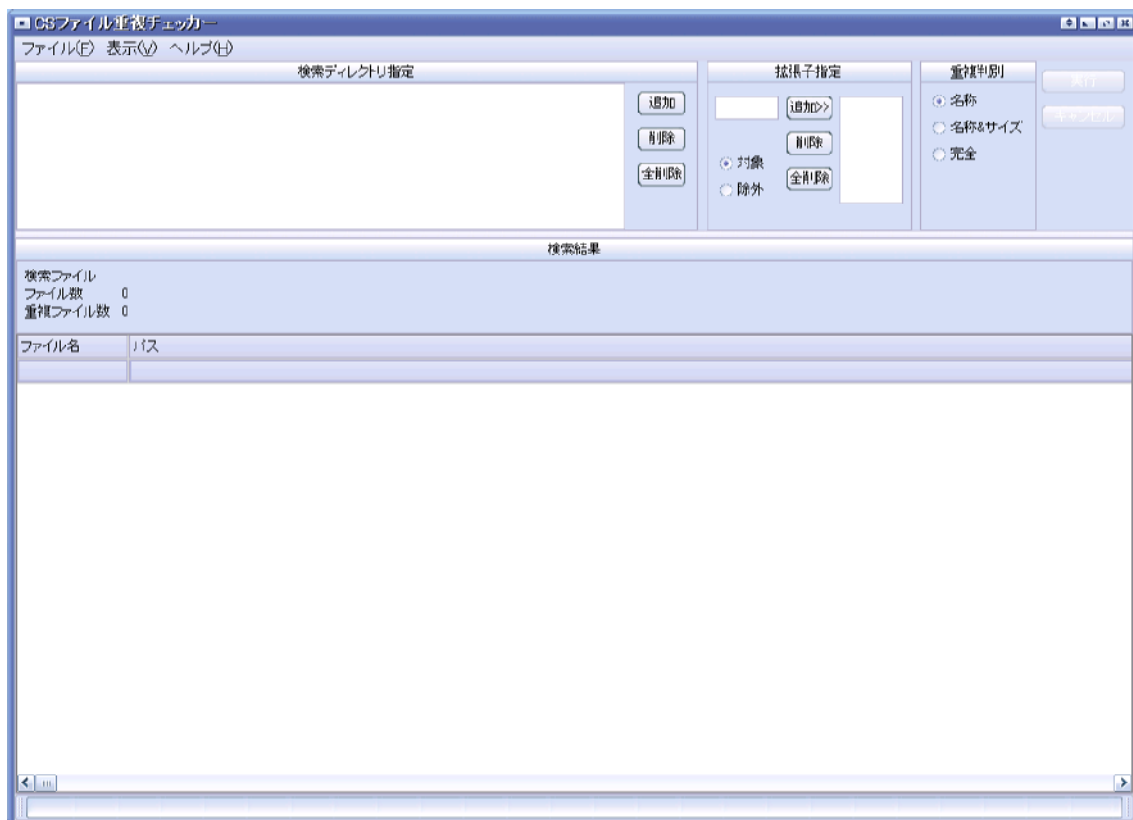 CSファイル重複チェッカー
ファイル(F) 表示(V) ヘルプ(H)
検索ディレクトリ指定
追加
削除
全削除
拡張子指定
追加>>
削除
全削除
対象
除外
重複判別
名称
名称&サイズ
完全
実行
キャンセル
検索結果
検索ファイル
ファイル数 0
重複ファイル数 0
ファイル名 パス